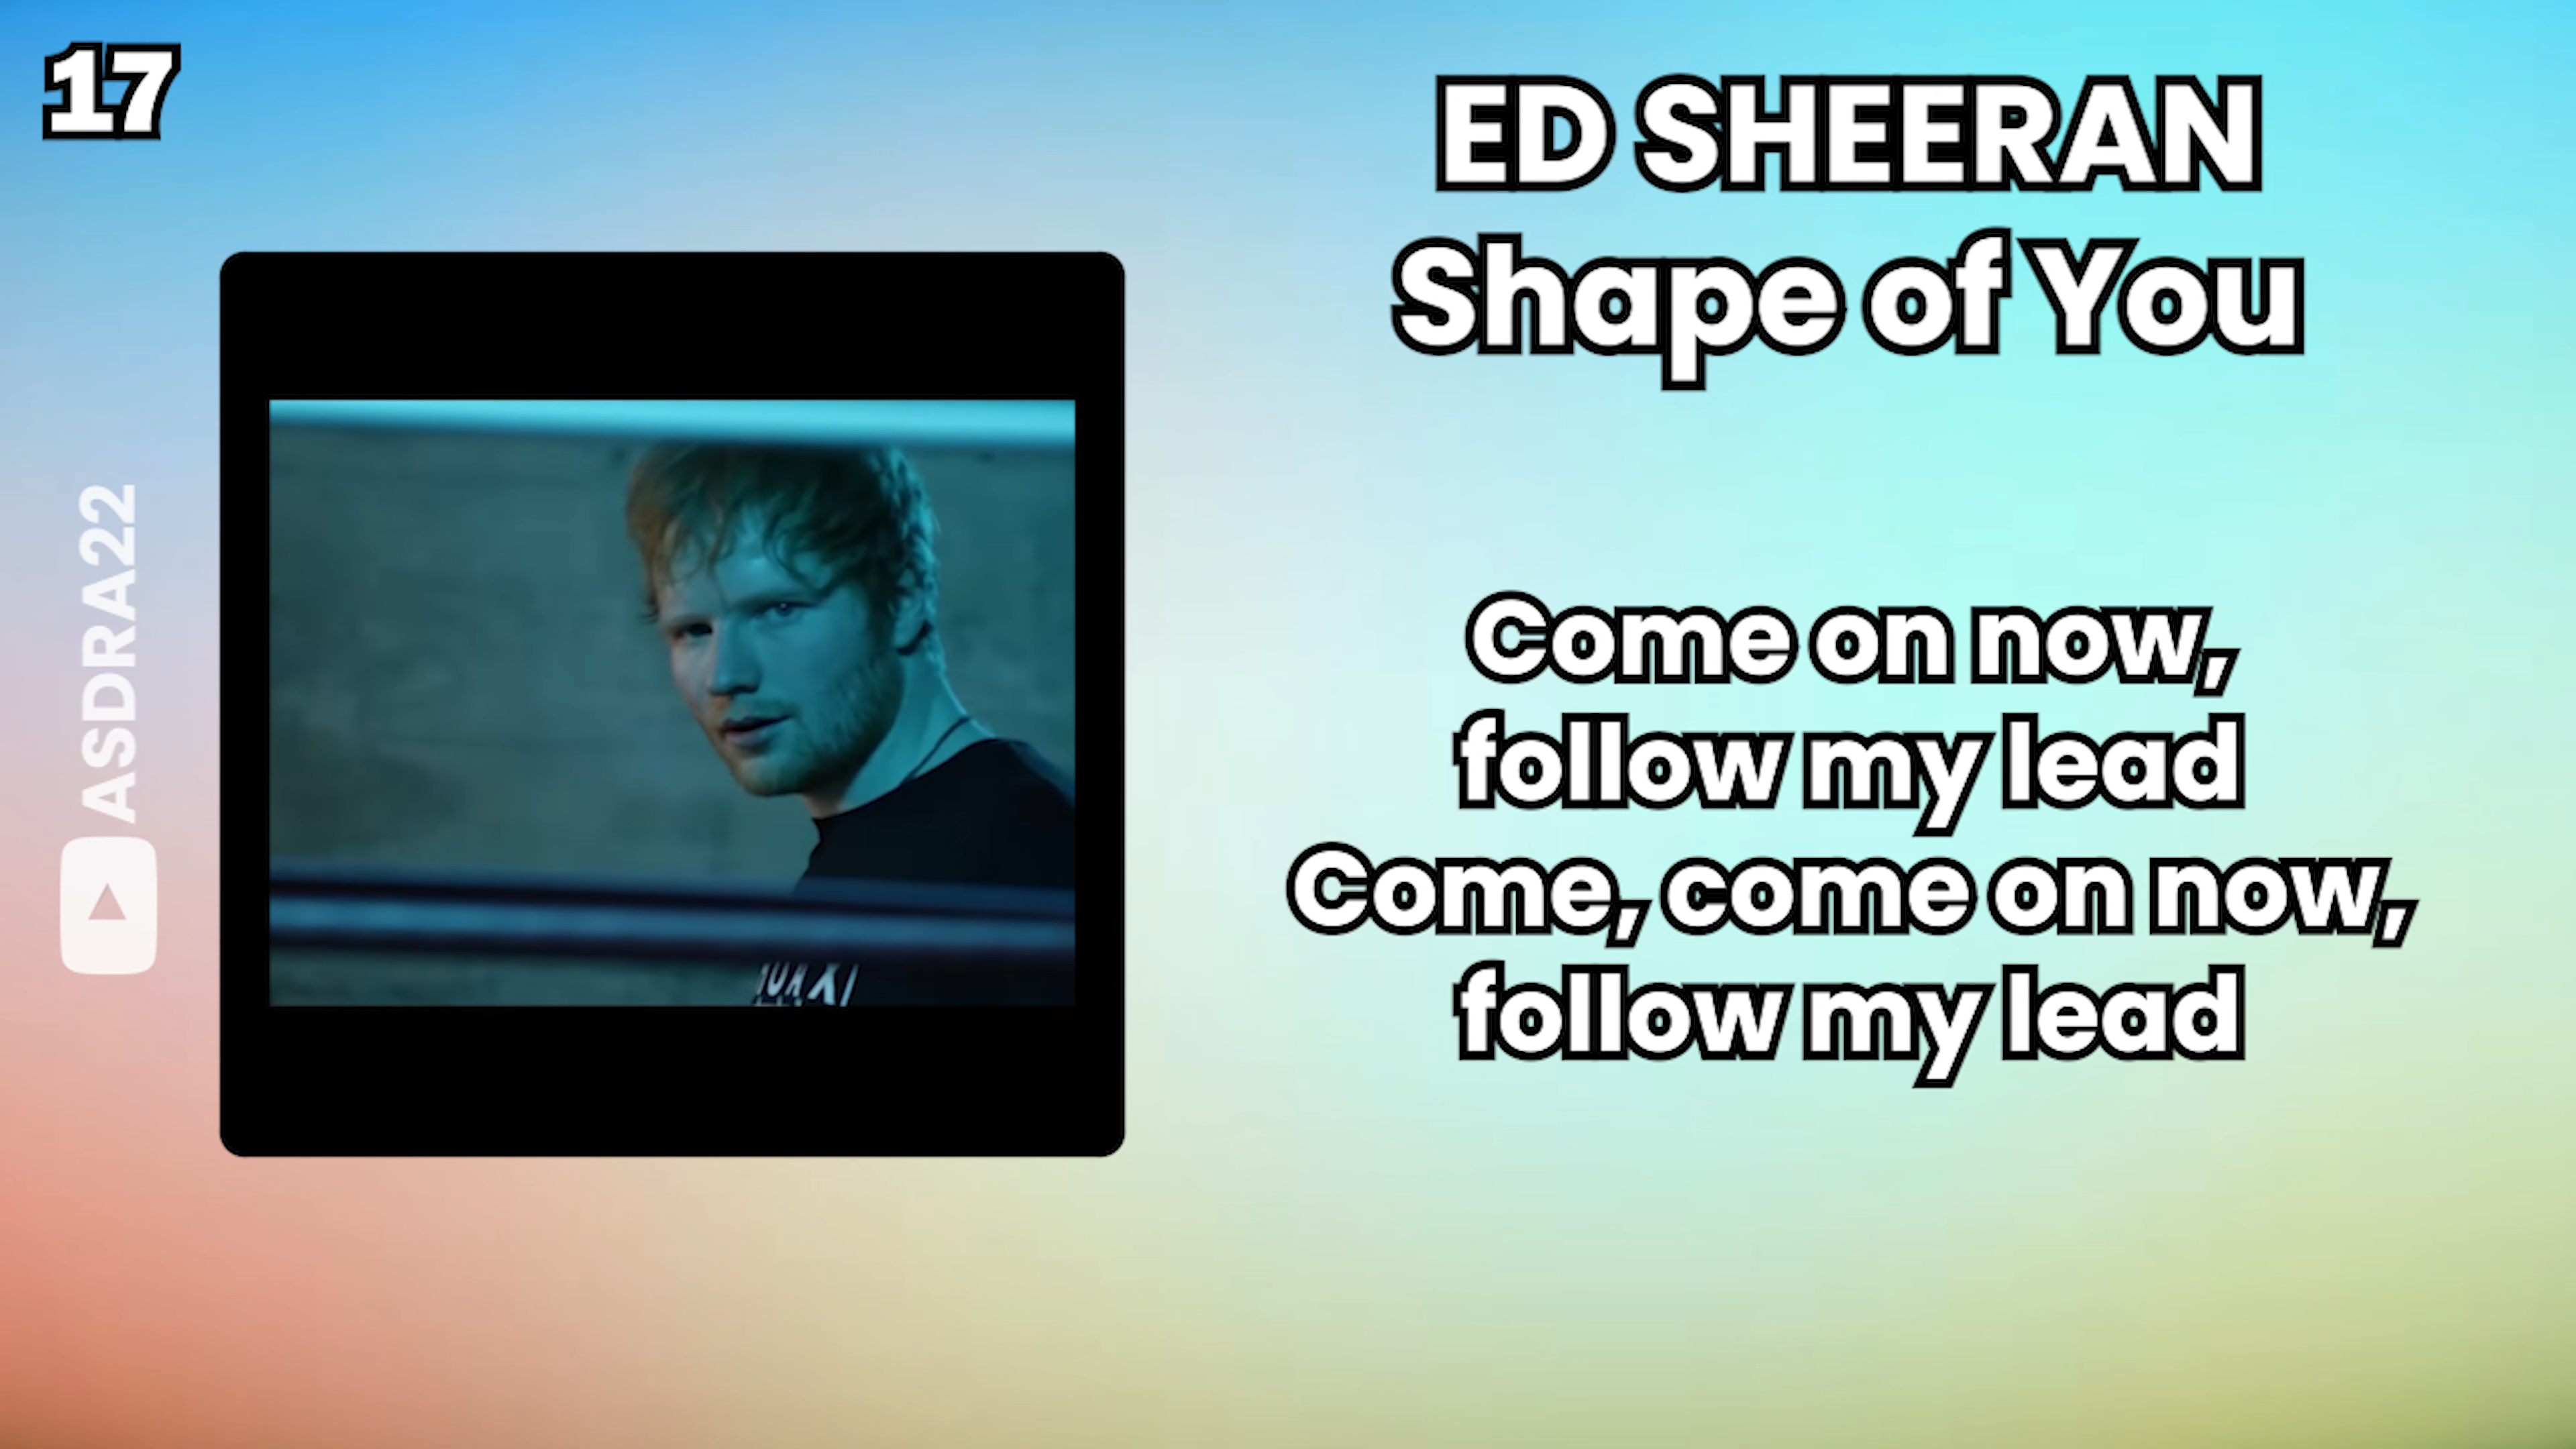 17
ED SHEERAN
Shape of You
ASDRA22
Come on now,
follow my lead
Come, come on now,
follow my lead